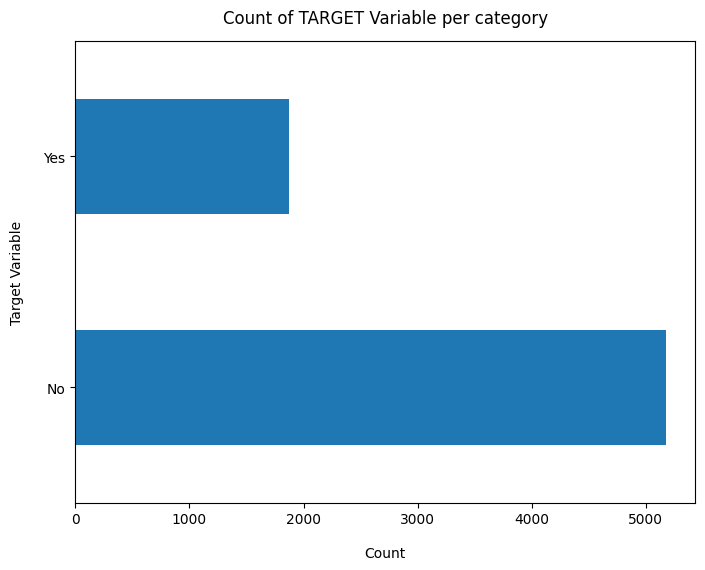 Count of TARGET Variable per category
Target Variable
Yes
No
0 1000 2000 3000 4000 5000
Count